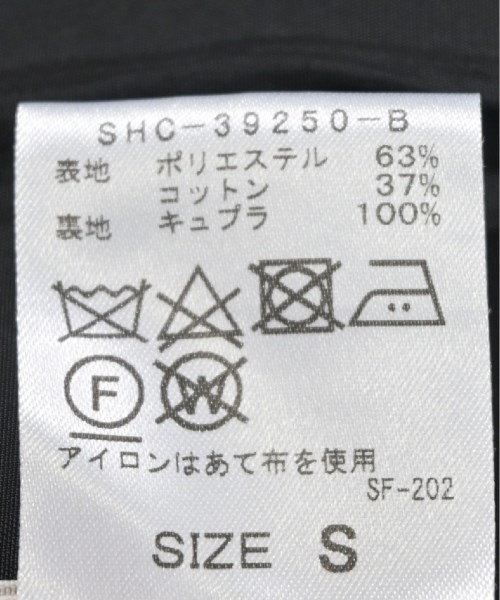 SHC-39250-B
表地 ポリエステル 63%
コットン 37%
裏地 キュプラ 100%
F W
アイロンはあて布を使用
SF-202
SIZE S